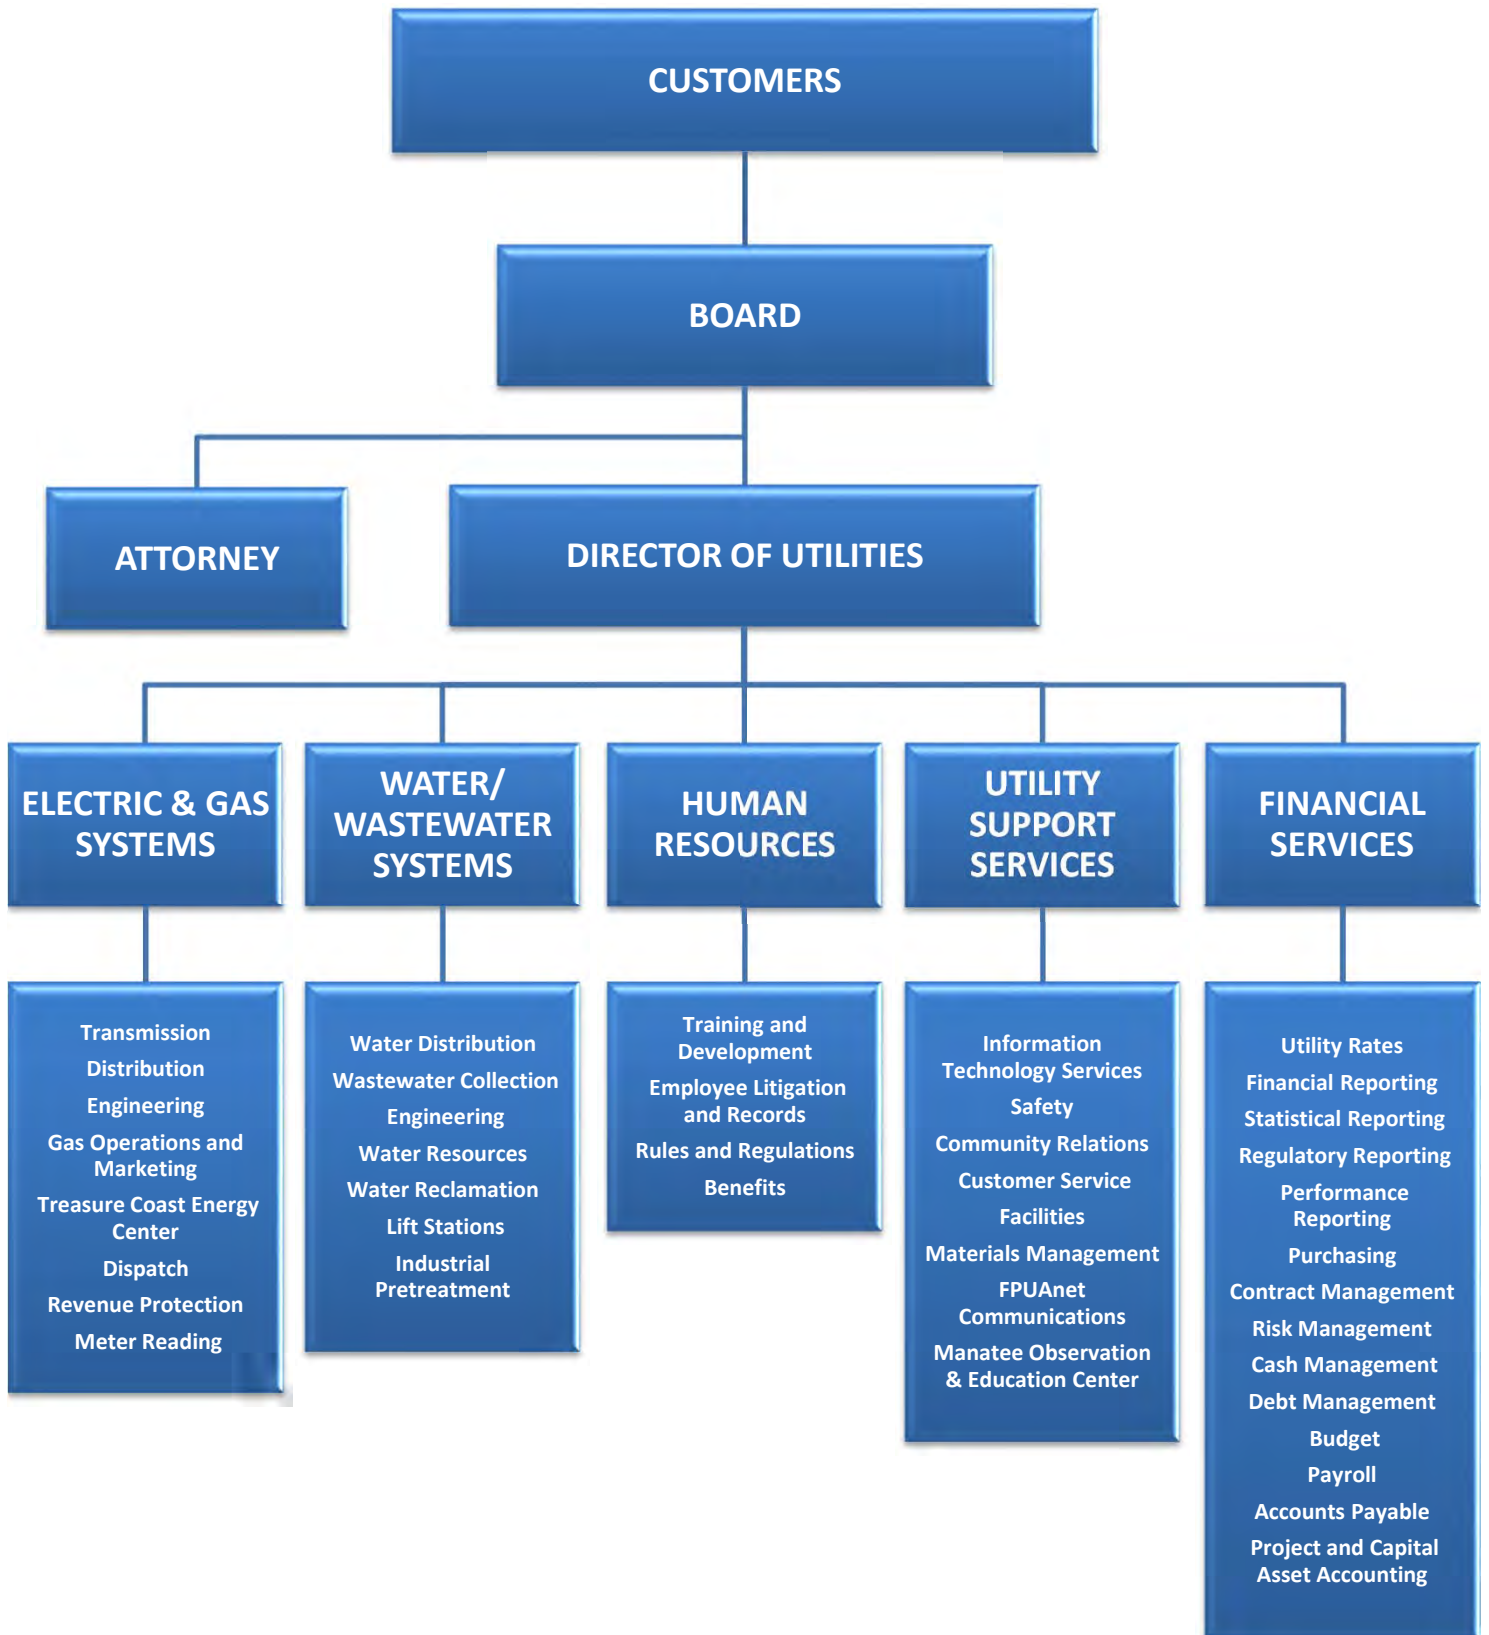 CUSTOMERS
BOARD
ATTORNEY
DIRECTOR OF UTILITIES
ELECTRIC & GAS
SYSTEMS
WATER/
WASTEWATER
SYSTEMS
HUMAN
RESOURCES
UTILITY
SUPPORT
SERVICES
FINANCIAL
SERVICES
Transmission
Distribution
Engineering
Gas Operations and
Marketing
Treasure Coast Energy
Center
Dispatch
Revenue Protection
Meter Reading
Water Distribution
Wastewater Collection
Engineering
Water Resources
Water Reclamation
Lift Stations
Industrial
Pretreatment
Training and
Development
Employee Litigation
and Records
Rules and Regulations
Benefits
Information
Technology Services
Safety
Community Relations
Customer Service
Facilities
Materials Management
FPUAnet
Communications
Manatee Observation
& Education Center
Utility Rates
Financial Reporting
Statistical Reporting
Regulatory Reporting
Performance
Reporting
Purchasing
Contract Management
Risk Management
Cash Management
Debt Management
Budget
Payroll
Accounts Payable
Project and Capital
Asset Accounting